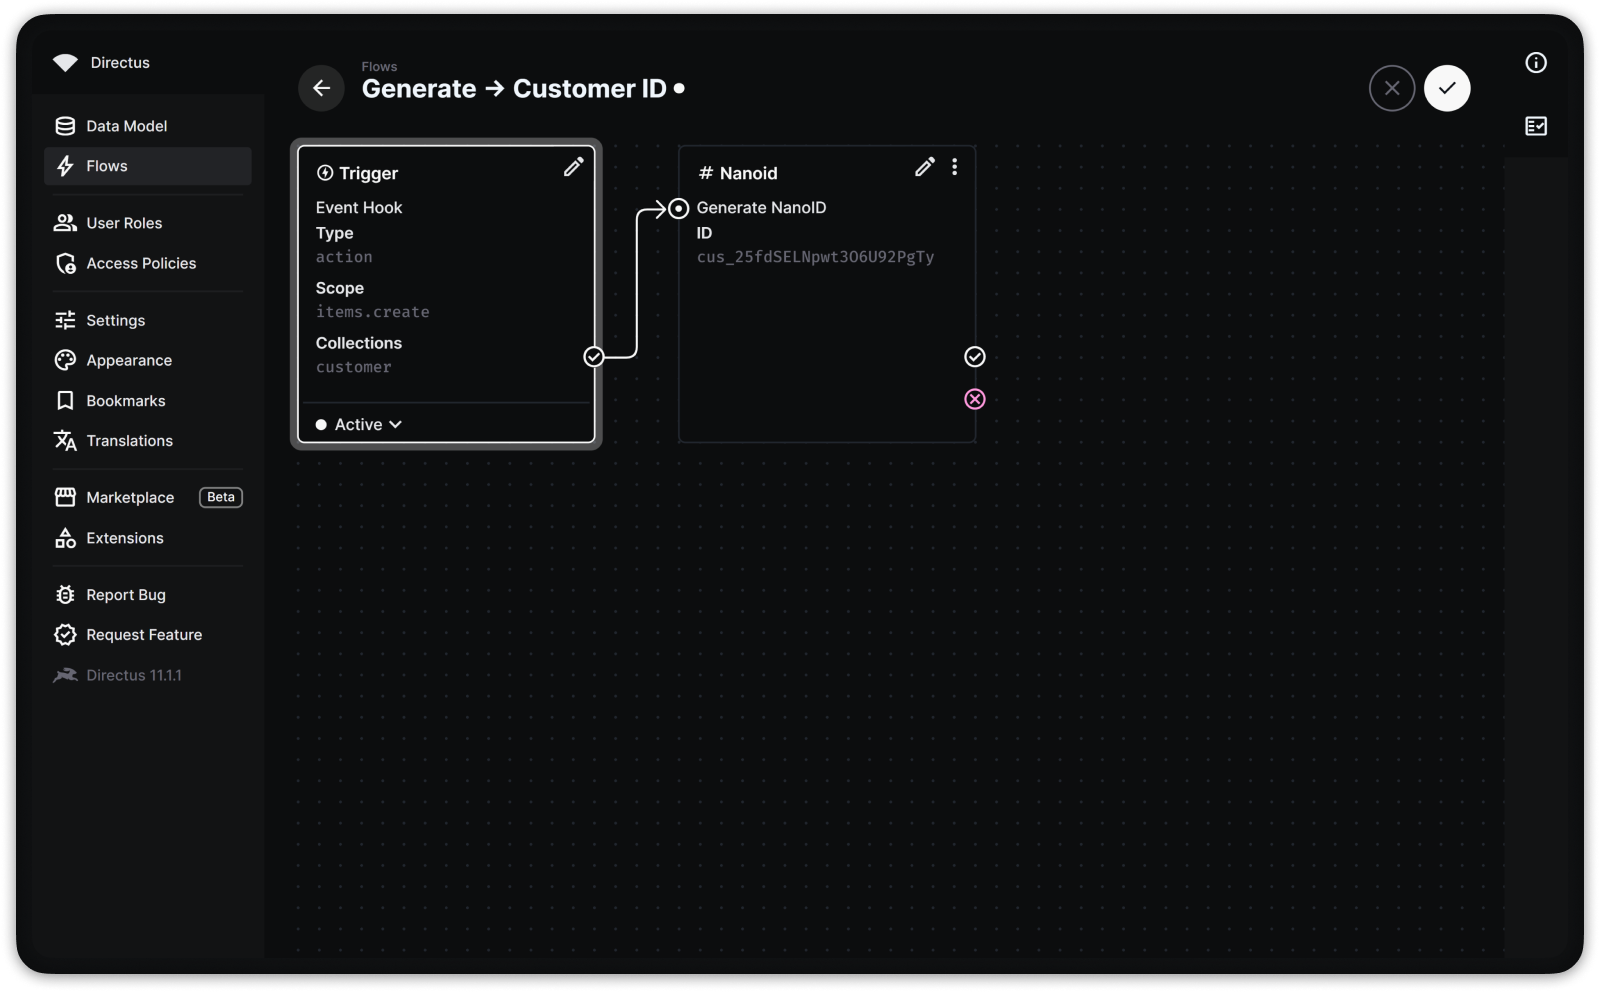 Directus
Data Model
Flows
User Roles
Access Policies
Settings
Appearance
Bookmarks
Translations
Marketplace Beta
Extensions
Report Bug
Request Feature
Directus 11.1.1
Flows
Generate → Customer ID •
Trigger
Event Hook
Type
action
Scope
items.create
Collections
customer
Active
# Nanoid
Generate NanoID
ID
cus_25fdSELNpwt3O6U92PgTy